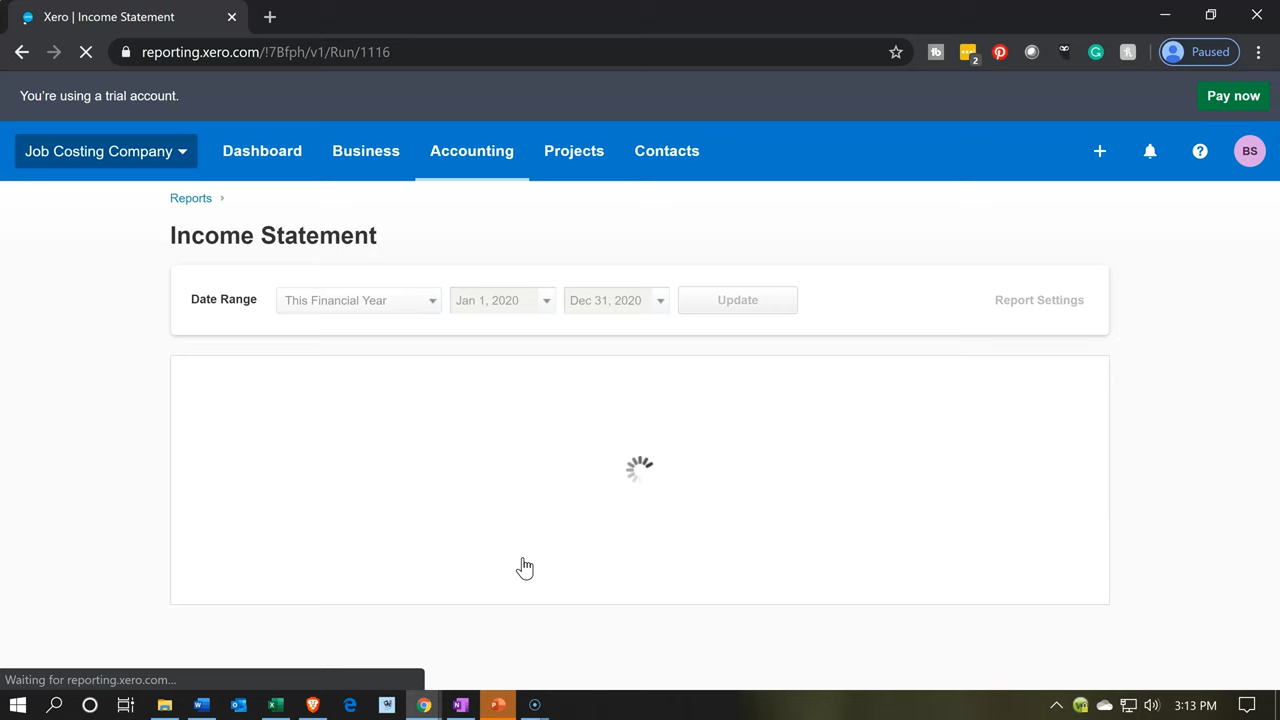 Xero | Income Statement
reporting.xero.com/!7Bfph/v1/Run/1116
2
Paused
You're using a trial account.
Pay now
Job Costing Company
Dashboard
Business
Accounting
Projects
Contacts
BS
Reports
Income Statement
Date Range
This Financial Year
Jan 1, 2020
Dec 31, 2020
Update
Report Settings
Waiting for reporting.xero.com...
3:13 PM